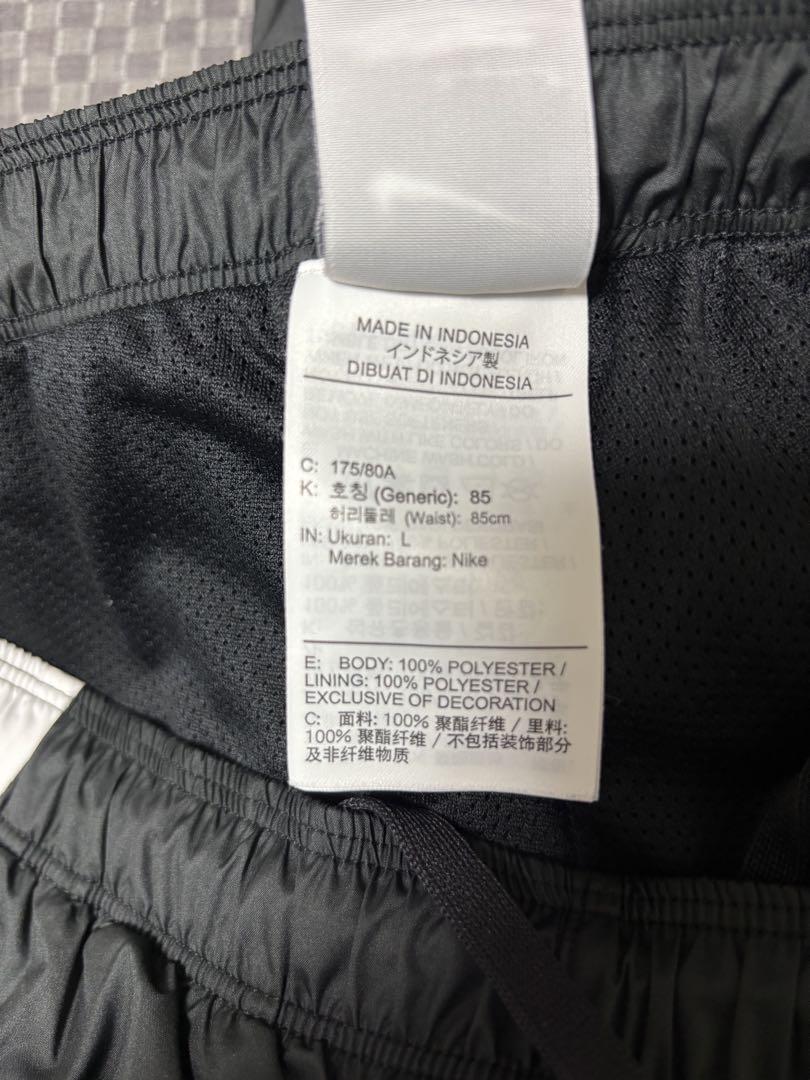 MADE IN INDONESIA
インドネシア製
DIBUAT DI INDONESIA
C: 175/80A
K: 호칭 (Generic): 85
허리둘레 (Waist): 85cm
IN: Ukuran: L
Merek Barang: Nike
E: BODY: 100% POLYESTER /
LINING: 100% POLYESTER /
EXCLUSIVE OF DECORATION
C: 面料: 100% 聚酯纤维 / 里料:
100% 聚酯纤维 / 不包括装饰部分
及非纤维物质